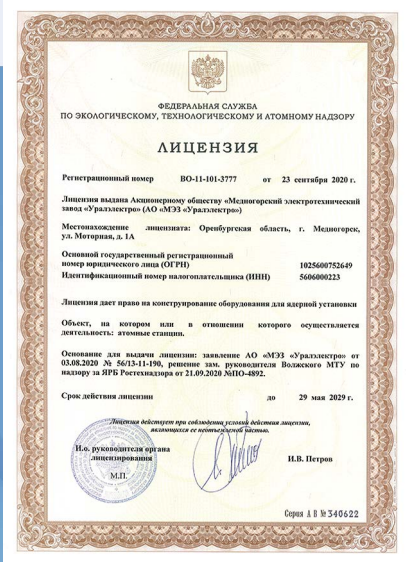 ФЕДЕРАЛЬНАЯ СЛУЖБА
ПО ЭКОЛОГИЧЕСКОМУ, ТЕХНОЛОГИЧЕСКОМУ И АТОМНОМУ НАДЗОРУ
ЛИЦЕНЗИЯ
Регистрационный номер ВО-11-101-3777 от 23 сентября 2020 г.
Лицензия выдана Акционерному обществу «Медногорский электротехнический
завод «Уралэлектро» (АО «МЭЗ «Уралэлектро»)
Местонахождение лицензиата: Оренбургская область, г. Медногорск,
ул. Моторная, д. 1А
Основной государственный регистрационный
номер юридического лица (ОГРН) 1025600752649
Идентификационный номер налогоплательщика (ИНН) 5606000223
Лицензия дает право на конструирование оборудования для ядерной установки
Объект, на котором или в отношении которого осуществляется
деятельность: атомные станции.
Основание для выдачи лицензии: заявление АО «МЭЗ «Уралэлектро» от
03.08.2020 № 56/13-11-190, решение зам. руководителя Волжского МТУ по
надзору за ЯРБ Ростехнадзора от 21.09.2020 №ПО-4892.
Срок действия лицензии до 29 мая 2029 г.
Лицензия действует при соблюдении условий действия лицензии,
являющихся ее неотъемлемой частью.
И.о. руководителя органа
лицензирования
И.В. Петров
М.П.
Серия А В № 340622